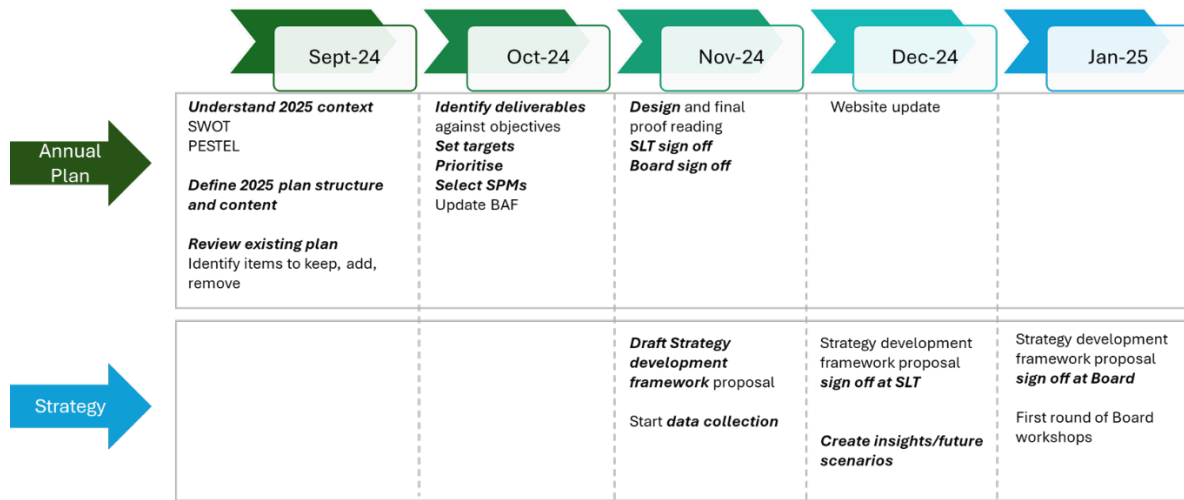 Sept-24
Oct-24
Nov-24
Dec-24
Jan-25
Annual
Plan
Understand 2025 context
SWOT
PESTEL
Define 2025 plan structure
and content
Review existing plan
Identify items to keep, add,
remove
Identify deliverables
against objectives
Set targets
Prioritise
Select SPMs
Update BAF
Design and final
proof reading
SLT sign off
Board sign off
Website update
Strategy
Draft Strategy
development
framework proposal
Start data collection
Strategy development
framework proposal
sign off at SLT
Create insights/future
scenarios
Strategy development
framework proposal
sign off at Board
First round of Board
workshops